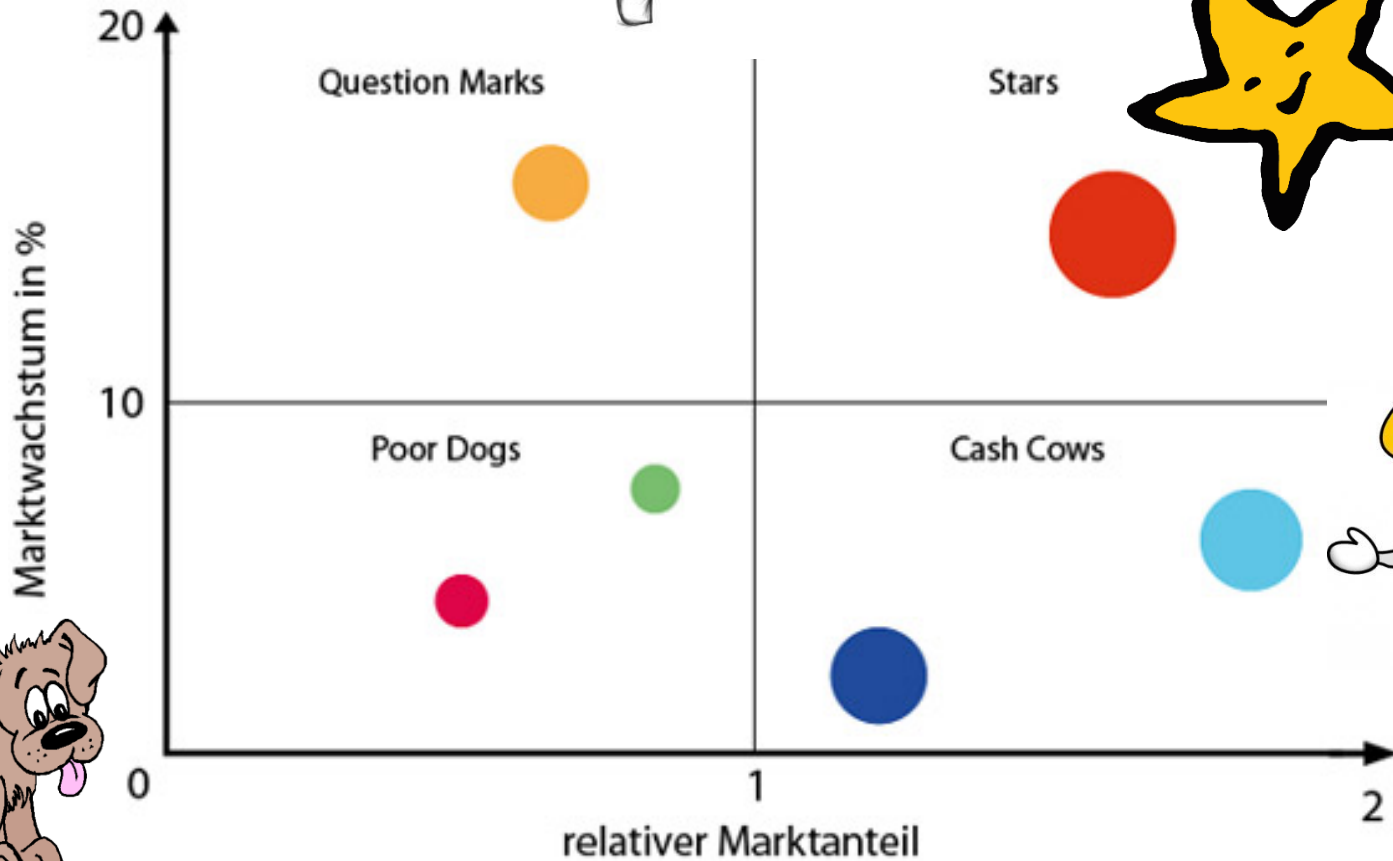 20
Question Marks
Stars
Marktwachstum in %
10
Poor Dogs
Cash Cows
0
1
2
relativer Marktanteil